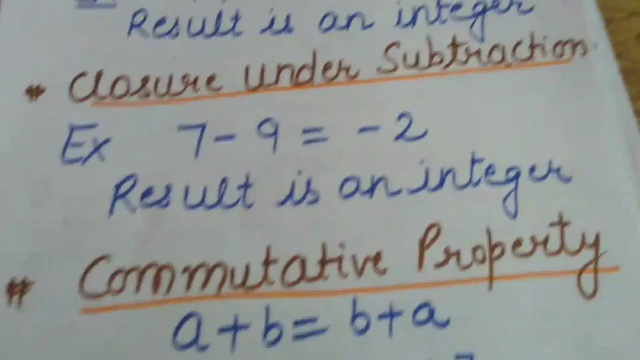 Result is an integer
# Closure Under Subtraction.
Ex 7 - 9 = - 2
Result is an integer
# Commutative Property
a + b = b + a